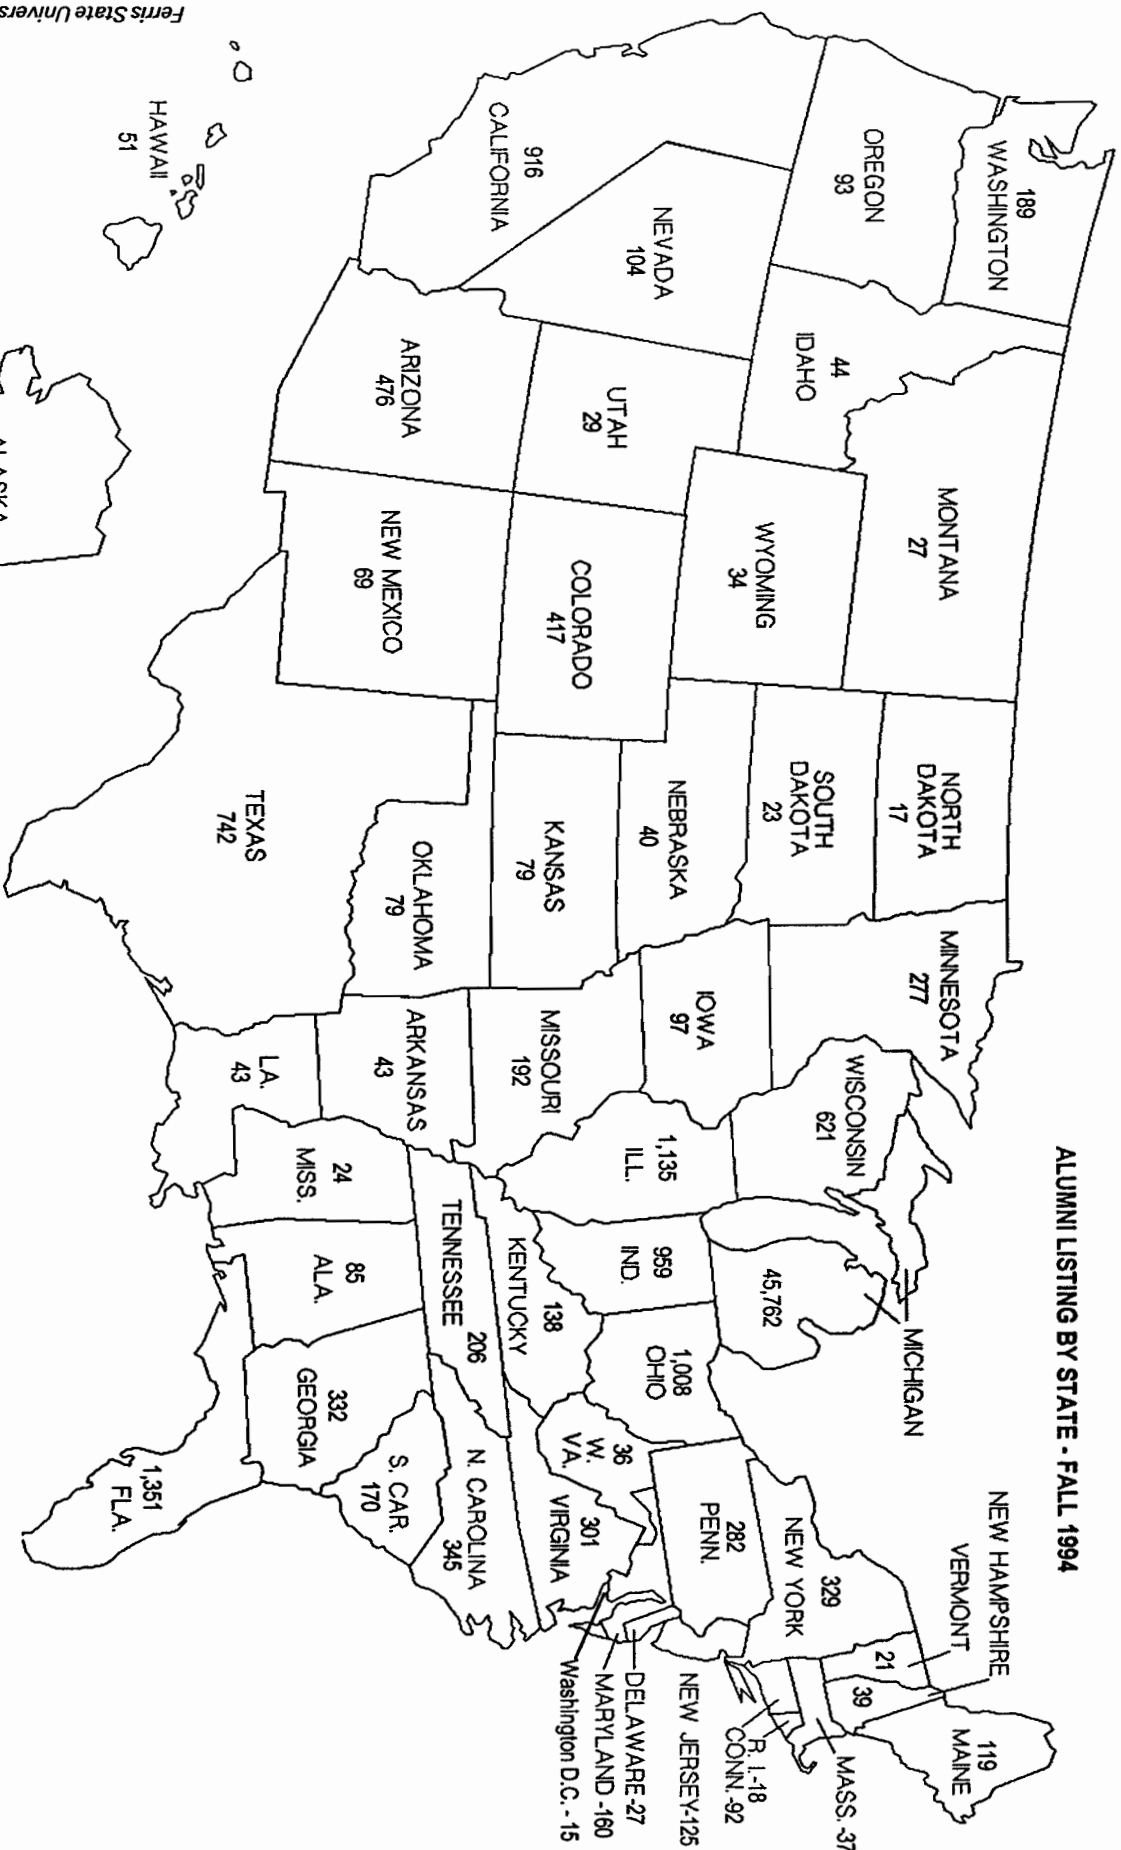 ALUMNI LISTING BY STATE - FALL 1994
189
WASHINGTON
OREGON
93
916
CALIFORNIA
NEVADA
104
44
IDAHO
MONTANA
27
WYOMING
34
UTAH
29
ARIZONA
476
COLORADO
417
NEW MEXICO
69
NORTH
DAKOTA
17
SOUTH
DAKOTA
23
NEBRASKA
40
KANSAS
79
OKLAHOMA
79
TEXAS
742
MINNESOTA
277
IOWA
97
MISSOURI
192
ARKANSAS
43
LA.
43
WISCONSIN
621
1,135
ILL.
MICHIGAN
45,762
959
IND.
1,008
OHIO
138
KENTUCKY
206
TENNESSEE
24
MISS.
85
ALA.
332
GEORGIA
1,351
FLA.
S. CAR.
170
N. CAROLINA
345
301
VIRGINIA
36
W.
VA.
282
PENN.
329
NEW YORK
NEW HAMPSHIRE
VERMONT
21
39
119
MAINE
MASS. -37
R. I.-18
CONN.-92
NEW JERSEY-125
DELAWARE-27
MARYLAND -160
Washington D.C. - 15
HAWAII
51
ALASKA
Ferris State Univers